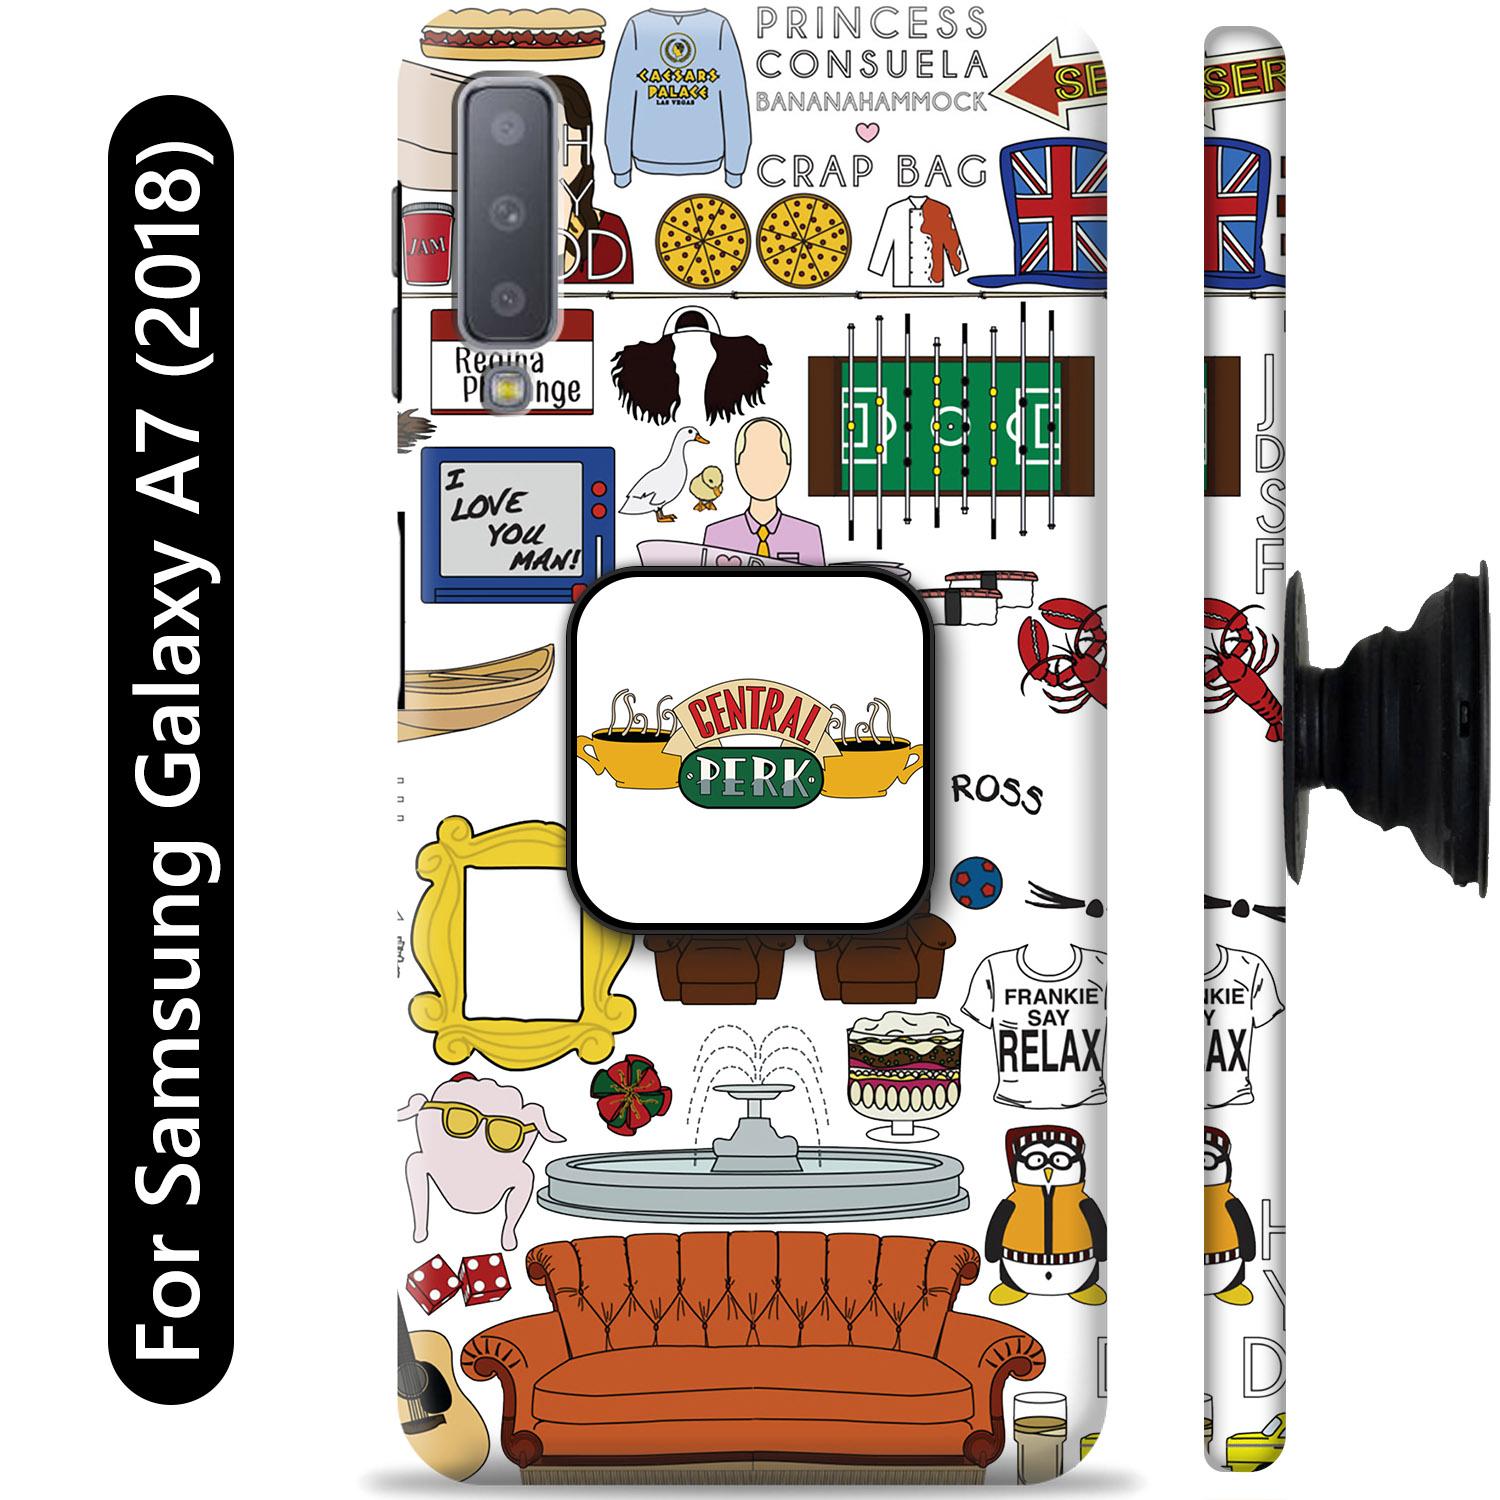 For Samsung Galaxy A7 (2018)
PRINCESS
CONSUELA
BANANAHAMMOCK
CRAP BAG
CAESARS
PALACE
LAS VEGAS
JAM
I
LOVE
YOU
MAN!
CENTRAL
PERK
ROSS
FRANKIE
SAY
RELAX
Regina